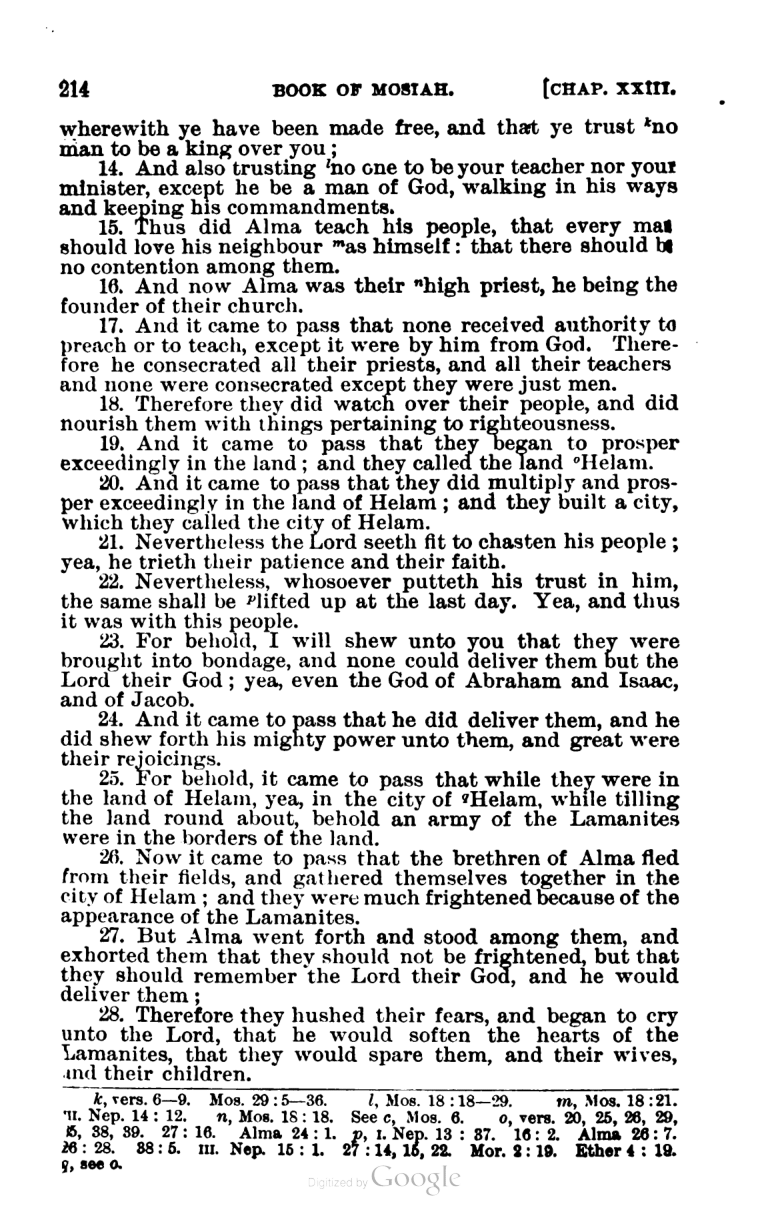 214 BOOK OF MOSIAH. [CHAP. XXIII.
wherewith ye have been made free, and that ye trust ᵏno
man to be a king over you;
14. And also trusting ˡno one to be your teacher nor your
minister, except he be a man of God, walking in his ways
and keeping his commandments.
15. Thus did Alma teach his people, that every man
should love his neighbour ᵐas himself: that there should be
no contention among them.
16. And now Alma was their ⁿhigh priest, he being the
founder of their church.
17. And it came to pass that none received authority to
preach or to teach, except it were by him from God. There-
fore he consecrated all their priests, and all their teachers
and none were consecrated except they were just men.
18. Therefore they did watch over their people, and did
nourish them with things pertaining to righteousness.
19. And it came to pass that they began to prosper
exceedingly in the land; and they called the land ᵒHelam.
20. And it came to pass that they did multiply and pros-
per exceedingly in the land of Helam; and they built a city,
which they called the city of Helam.
21. Nevertheless the Lord seeth fit to chasten his people;
yea, he trieth their patience and their faith.
22. Nevertheless, whosoever putteth his trust in him,
the same shall be ᵖlifted up at the last day. Yea, and thus
it was with this people.
23. For behold, I will shew unto you that they were
brought into bondage, and none could deliver them but the
Lord their God; yea, even the God of Abraham and Isaac,
and of Jacob.
24. And it came to pass that he did deliver them, and he
did shew forth his mighty power unto them, and great were
their rejoicings.
25. For behold, it came to pass that while they were in
the land of Helam, yea, in the city of qHelam, while tilling
the land round about, behold an army of the Lamanites
were in the borders of the land.
26. Now it came to pass that the brethren of Alma fled
from their fields, and gathered themselves together in the
city of Helam; and they were much frightened because of the
appearance of the Lamanites.
27. But Alma went forth and stood among them, and
exhorted them that they should not be frightened, but that
they should remember the Lord their God, and he would
deliver them;
28. Therefore they hushed their fears, and began to cry
unto the Lord, that he would soften the hearts of the
Lamanites, that they would spare them, and their wives,
and their children.
k, vers. 6—9. Mos. 29:5—36. l, Mos. 18:18—29. m, Mos. 18:21.
III. Nep. 14:12. n, Mos. 18:18. See c, Mos. 6. o, vers. 20, 25, 26, 29,
35, 38, 39. 27:16. Alma 24:1. p, I. Nep. 13:37. 16:2. Alma 26:7.
36:28. 38:5. III. Nep. 15:1. 27:14, 15, 22. Mor. 2:19. Ether 4:19.
q, see o.
Digitized by Google